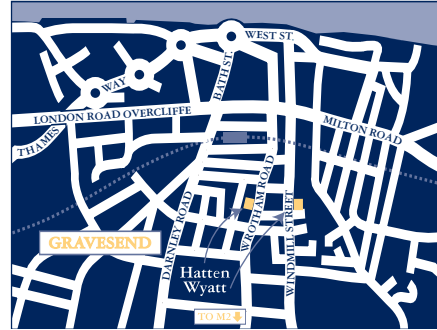 WEST ST.
BATH ST.
THAMES WAY
LONDON ROAD OVERCLIFFE
MILTON ROAD
DARNLEY ROAD
WROTHAM ROAD
WINDMILL STREET
GRAVESEND
Hatten
Wyatt
TO M2